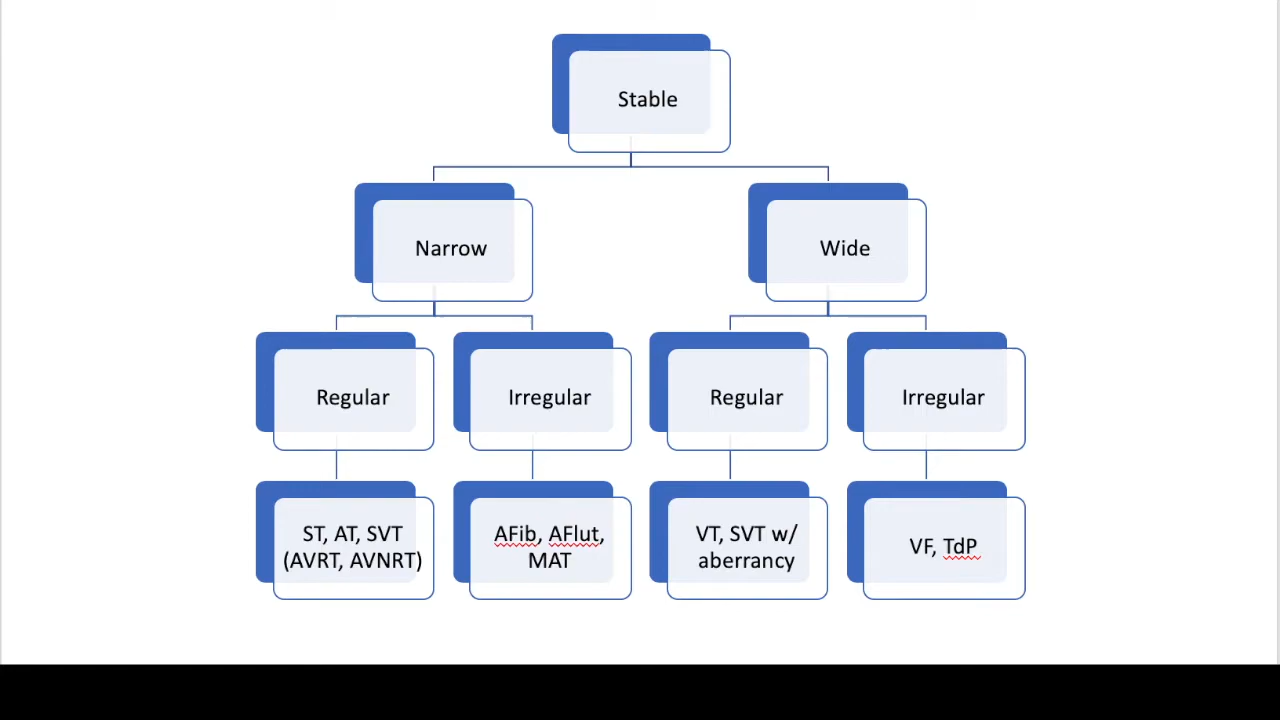 Stable
Narrow
Wide
Regular
Irregular
Regular
Irregular
ST, AT, SVT
(AVRT, AVNRT)
AFib, AFlut,
MAT
VT, SVT w/
aberrancy
VF, TdP